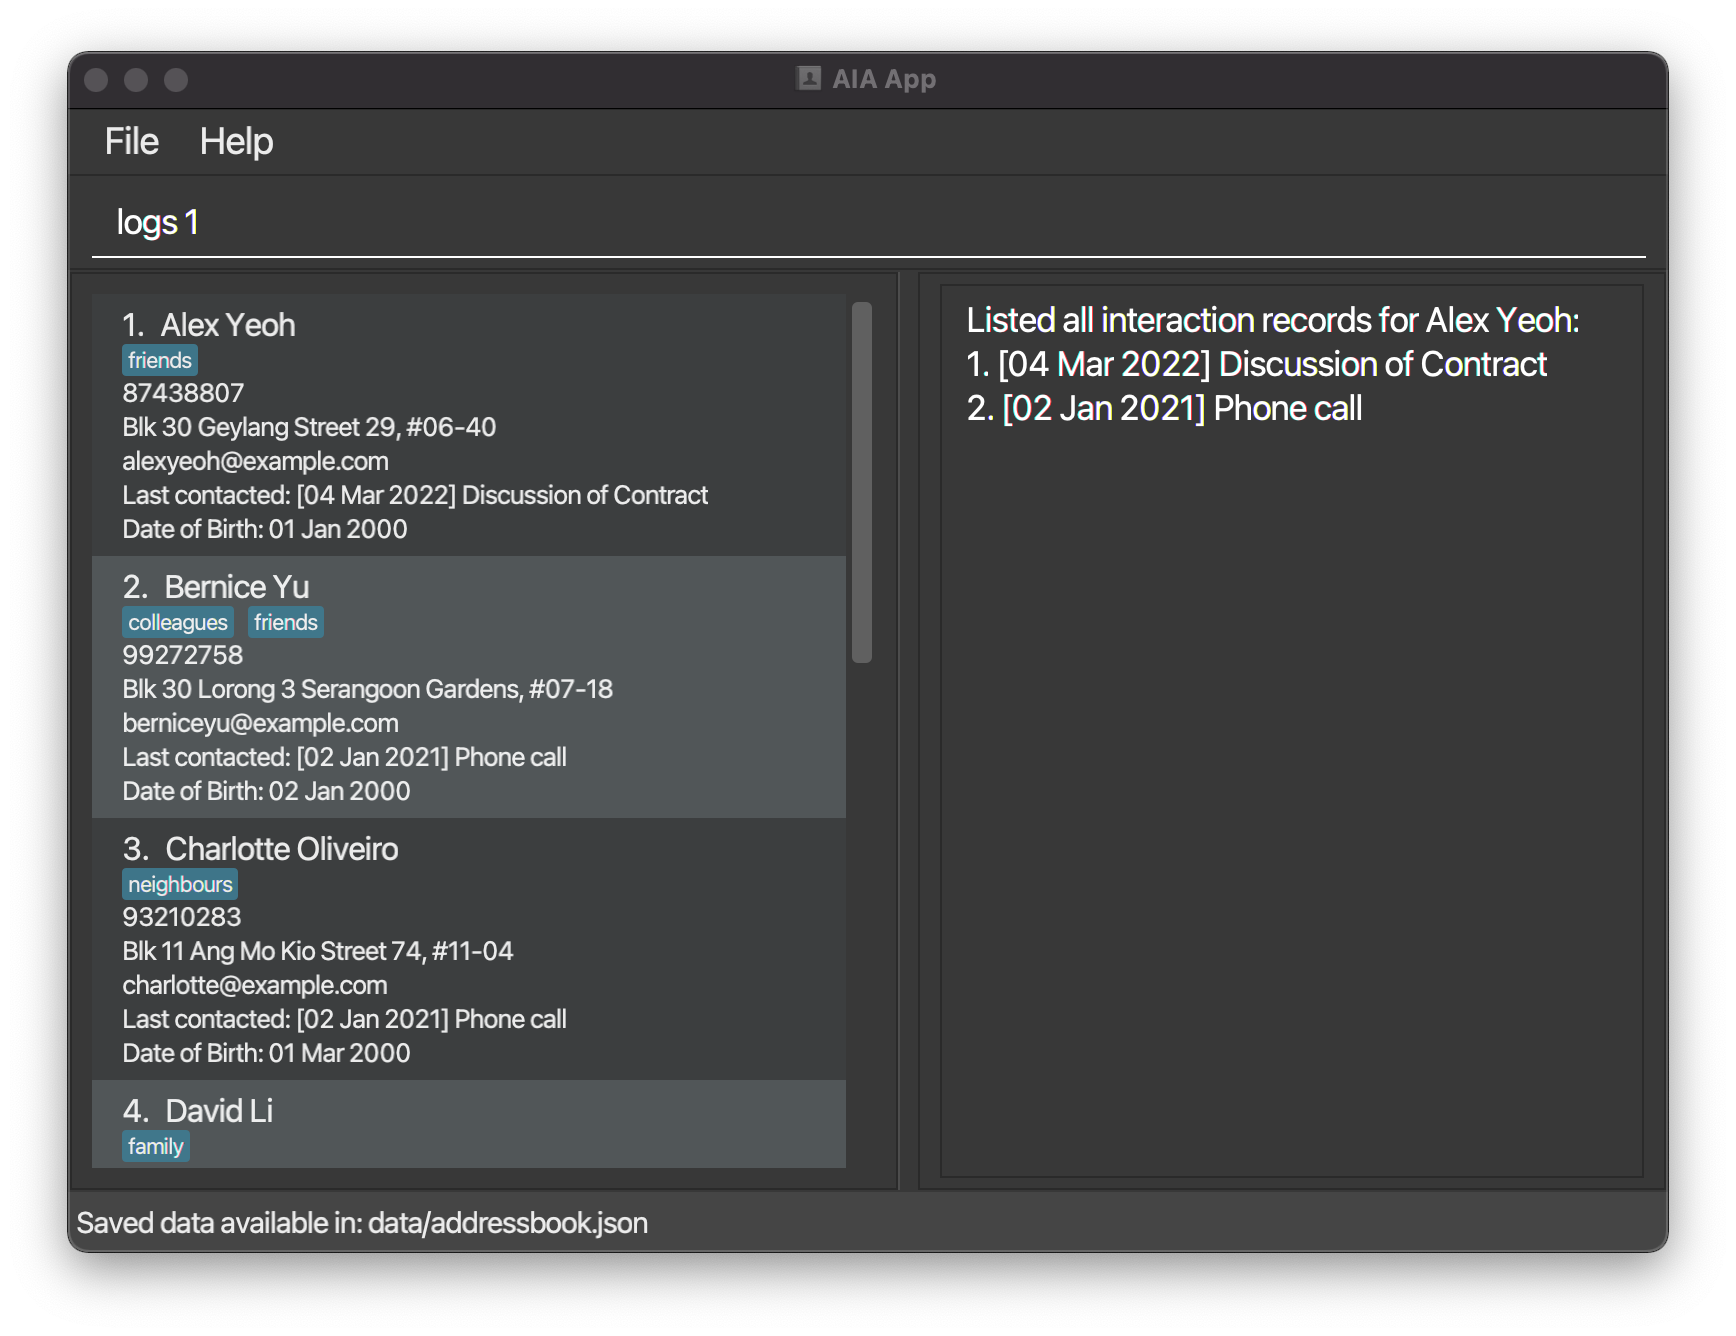 AIA App
File Help
logs 1
1. Alex Yeoh
friends
87438807
Blk 30 Geylang Street 29, #06-40
alexyeoh@example.com
Last contacted: [04 Mar 2022] Discussion of Contract
Date of Birth: 01 Jan 2000
2. Bernice Yu
colleagues friends
99272758
Blk 30 Lorong 3 Serangoon Gardens, #07-18
berniceyu@example.com
Last contacted: [02 Jan 2021] Phone call
Date of Birth: 02 Jan 2000
3. Charlotte Oliveiro
neighbours
93210283
Blk 11 Ang Mo Kio Street 74, #11-04
charlotte@example.com
Last contacted: [02 Jan 2021] Phone call
Date of Birth: 01 Mar 2000
4. David Li
family
Listed all interaction records for Alex Yeoh:
1. [04 Mar 2022] Discussion of Contract
2. [02 Jan 2021] Phone call
Saved data available in: data/addressbook.json